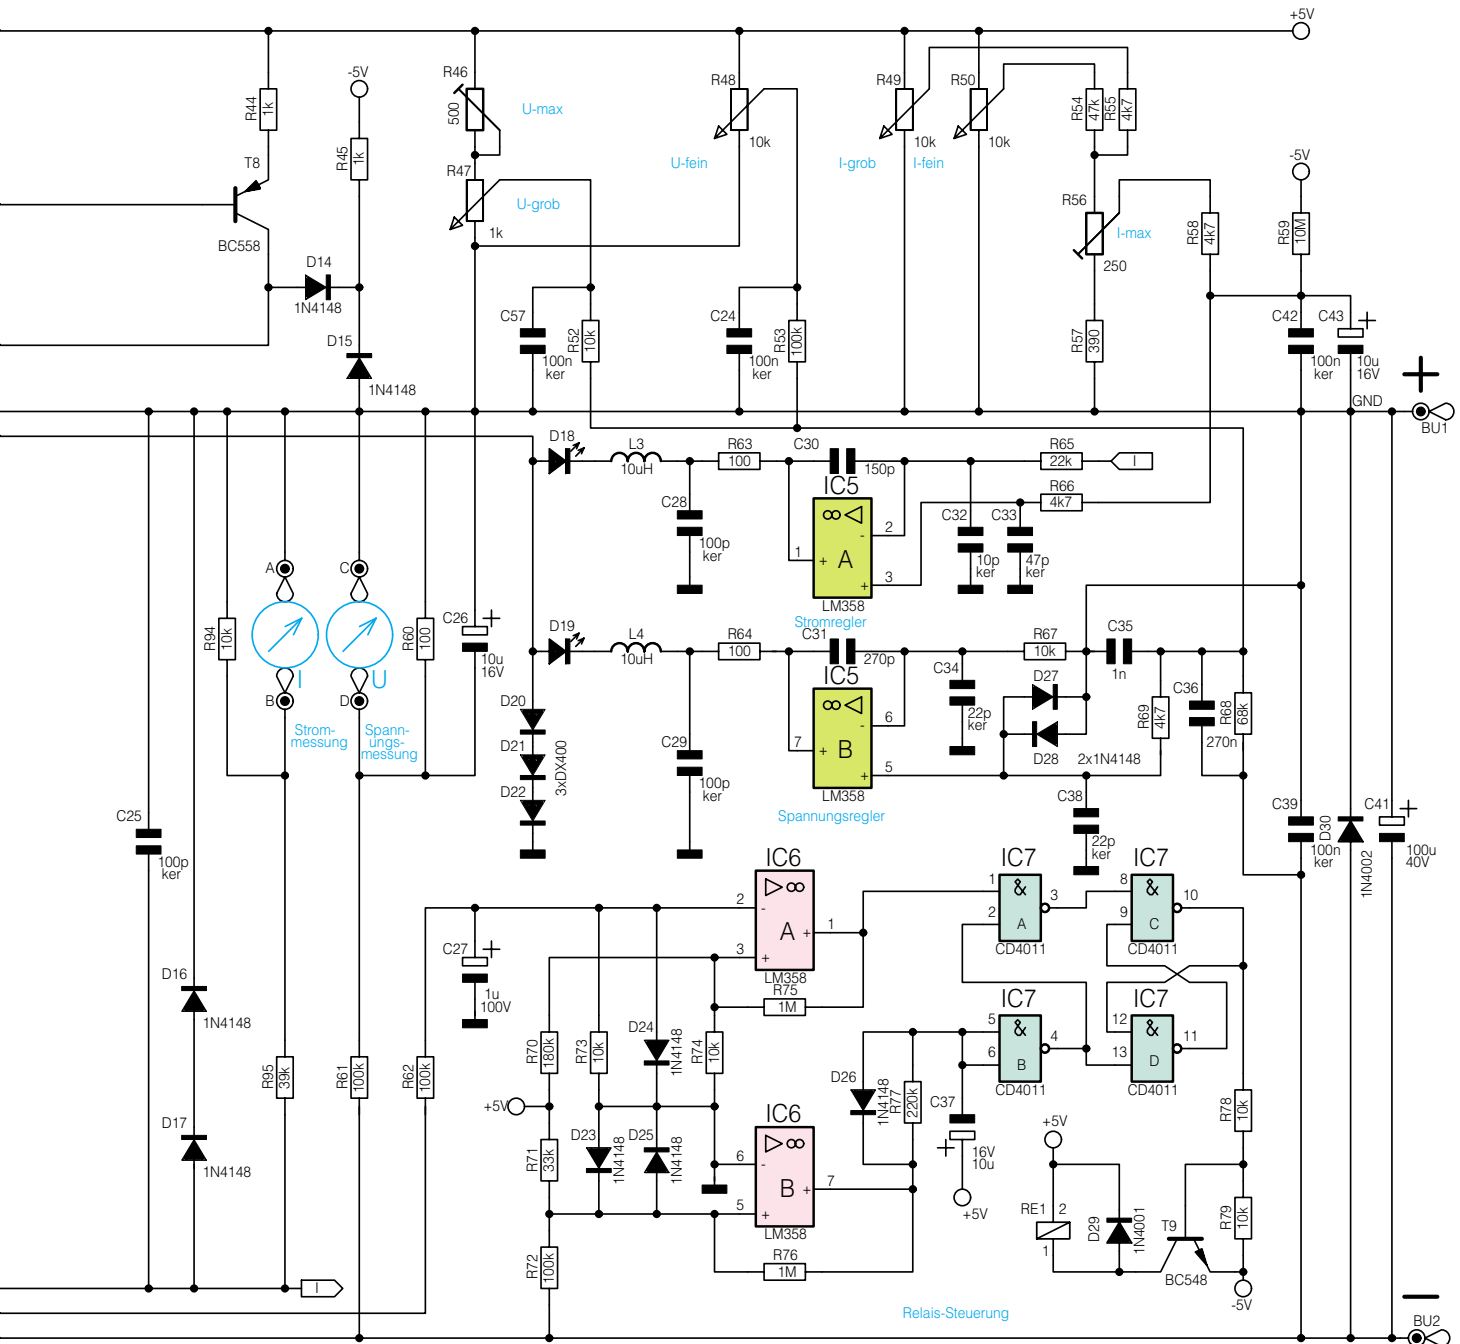 +5V
R44
1k
-5V
R45
1k
T8
BC558
D14
1N4148
D15
1N4148
R46
500
U-max
R47
U-grob
1k
R48
10k
U-fein
R49
10k
I-grob
R50
10k
I-fein
R54
47k
R55
4k7
R56
I-max
250
R58
4k7
-5V
R59
10M
C57
100n
ker
R52
10k
C24
100n
ker
R53
100k
R57
390
C42
100n
ker
C43
+
10u
16V
+
GND
BU1
D18
L3
10uH
R63
100
C30
150p
R65
22k
I
IC5
∞
A
1
+
2
-
3
+
LM358
Stromregler
R66
4k7
C28
100p
ker
C32
10p
ker
C33
47p
ker
A
C
R94
10k
I
U
B
D
Strom-
messung
Spann-
ungs-
messung
R60
100
C26
+
10u
16V
D19
L4
10uH
R64
100
C31
270p
IC5
∞
B
7
+
6
-
5
+
LM358
Spannungsregler
R67
10k
C35
1n
C34
22p
ker
D27
D28
2x1N4148
R69
4k7
C36
270n
R68
68k
D20
D21
D22
3xDX400
C29
100p
ker
C38
22p
ker
C25
100p
ker
C39
100n
ker
D30
1N4002
C41
+
100u
40V
IC6
∞
A
2
-
3
+
1
+
LM358
R75
1M
IC7
1
2
&
A
3
CD4011
IC7
8
9
&
C
10
CD4011
C27
+
1u
100V
D16
1N4148
D17
1N4148
R95
39k
R61
100k
R62
100k
R70
180k
R73
10k
D24
1N4148
R74
10k
+5V
R71
33k
D23
1N4148
D25
1N4148
IC6
∞
B
6
-
5
+
7
+
LM358
R76
1M
R72
100k
D26
1N4148
R77
220k
C37
+
16V
10u
+5V
IC7
5
6
&
B
4
CD4011
IC7
12
13
&
D
11
CD4011
R78
10k
+5V
RE1
2
1
D29
1N4001
T9
BC548
R79
10k
-5V
I
Relais-Steuerung
BU2